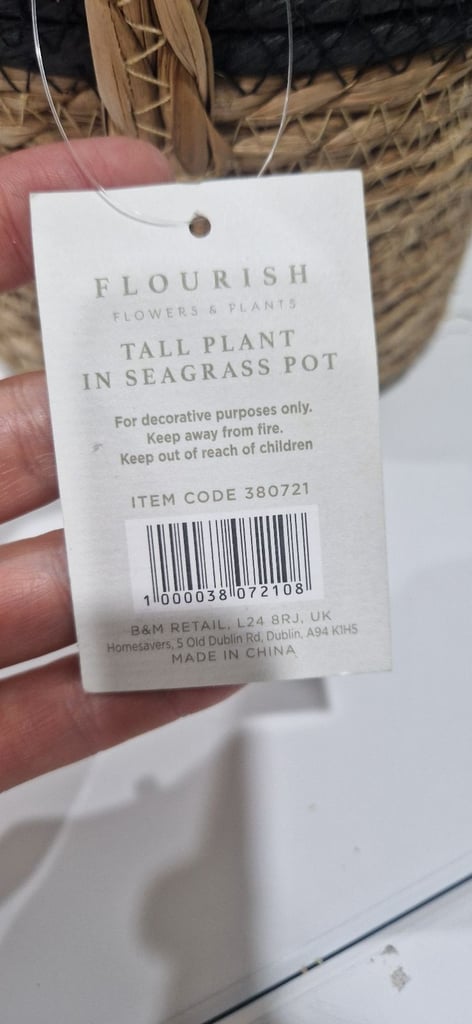 FLOURISH
FLOWERS & PLANTS
TALL PLANT
IN SEAGRASS POT
For decorative purposes only.
Keep away from fire.
Keep out of reach of children
ITEM CODE 380721
1 000038 072108
B&M RETAIL, L24 8RJ, UK
Homesavers, 5 Old Dublin Rd, Dublin, A94 K1H5
MADE IN CHINA